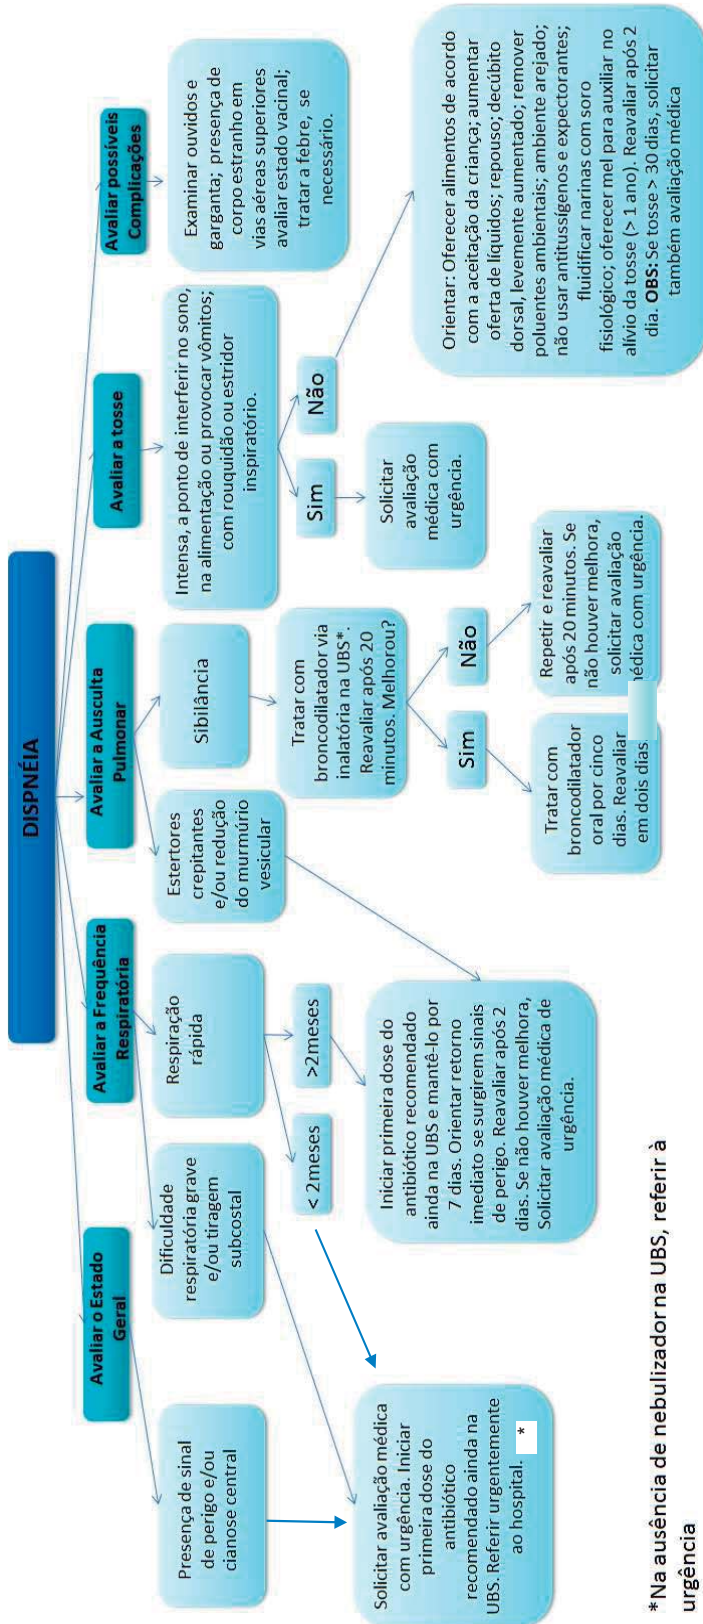 DISPNÉIA
Avaliar o Estado
Geral
Avaliar a Frequência
Respiratória
Avaliar a Ausculta
Pulmonar
Avaliar a tosse
Avaliar possíveis
Complicações
Presença de sinal
de perigo e/ou
cianose central
Dificuldade
respiratória grave
e/ou tiragem
subcostal
Respiração
rápida
Estertores
crepitantes
e/ou redução
do murmúrio
vesicular
Sibilância
Intensa, a ponto de interferir no sono,
na alimentação ou provocar vômitos;
com rouquidão ou estridor
inspiratório.
Examinar ouvidos e
garganta; presença de
corpo estranho em
vias aéreas superiores
avaliar estado vacinal;
tratar a febre, se
necessário.
< 2meses
>2meses
Tratar com
broncodilatador via
inalatória na UBS*.
Reavaliar após 20
minutos. Melhorou?
Sim
Não
Solicitar avaliação médica
com urgência. Iniciar
primeira dose do
antibiótico
recomendado ainda na
UBS. Referir urgentemente
ao hospital. *
Iniciar primeira dose do
antibiótico recomendado
ainda na UBS e mantê-lo por
7 dias. Orientar retorno
imediato se surgirem sinais
de perigo. Reavaliar após 2
dias. Se não houver melhora,
Solicitar avaliação médica de
urgência.
Sim
Não
Solicitar
avaliação
médica com
urgência.
Orientar: Oferecer alimentos de acordo
com a aceitação da criança; aumentar
oferta de líquidos; repouso; decúbito
dorsal, levemente aumentado; remover
poluentes ambientais; ambiente arejado;
não usar antitussígenos e expectorantes;
fluidificar narinas com soro
fisiológico; oferecer mel para auxiliar no
alívio da tosse (> 1 ano). Reavaliar após 2
dia. OBS: Se tosse > 30 dias, solicitar
também avaliação médica
Tratar com
broncodilatador
oral por cinco
dias. Reavaliar
em dois dias
Repetir e reavaliar
após 20 minutos. Se
não houver melhora,
solicitar avaliação
édica com urgência.
*Na ausência de nebulizador na UBS, referir à
urgência